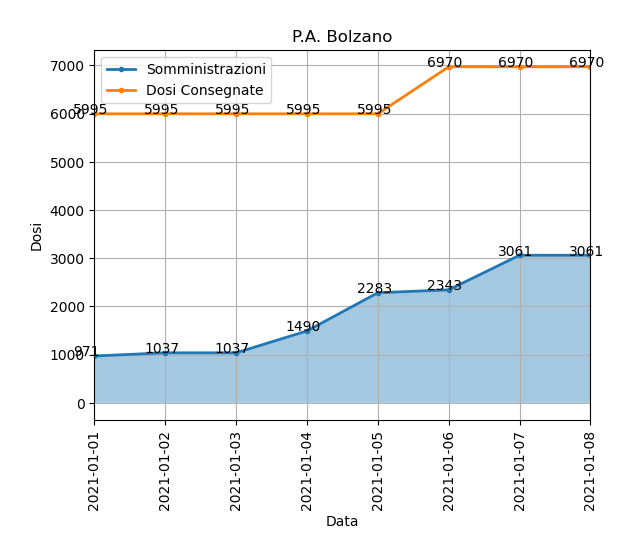 P.A. Bolzano
Somministrazioni
Dosi Consegnate
7000
6000
5000
4000
3000
2000
1000
0
5995 5995 5995 5995 5995 6970 6970 6970
971 1037 1037 1490 2283 2343 3061 3061
Dosi
2021-01-01 2021-01-02 2021-01-03 2021-01-04 2021-01-05 2021-01-06 2021-01-07 2021-01-08
Data